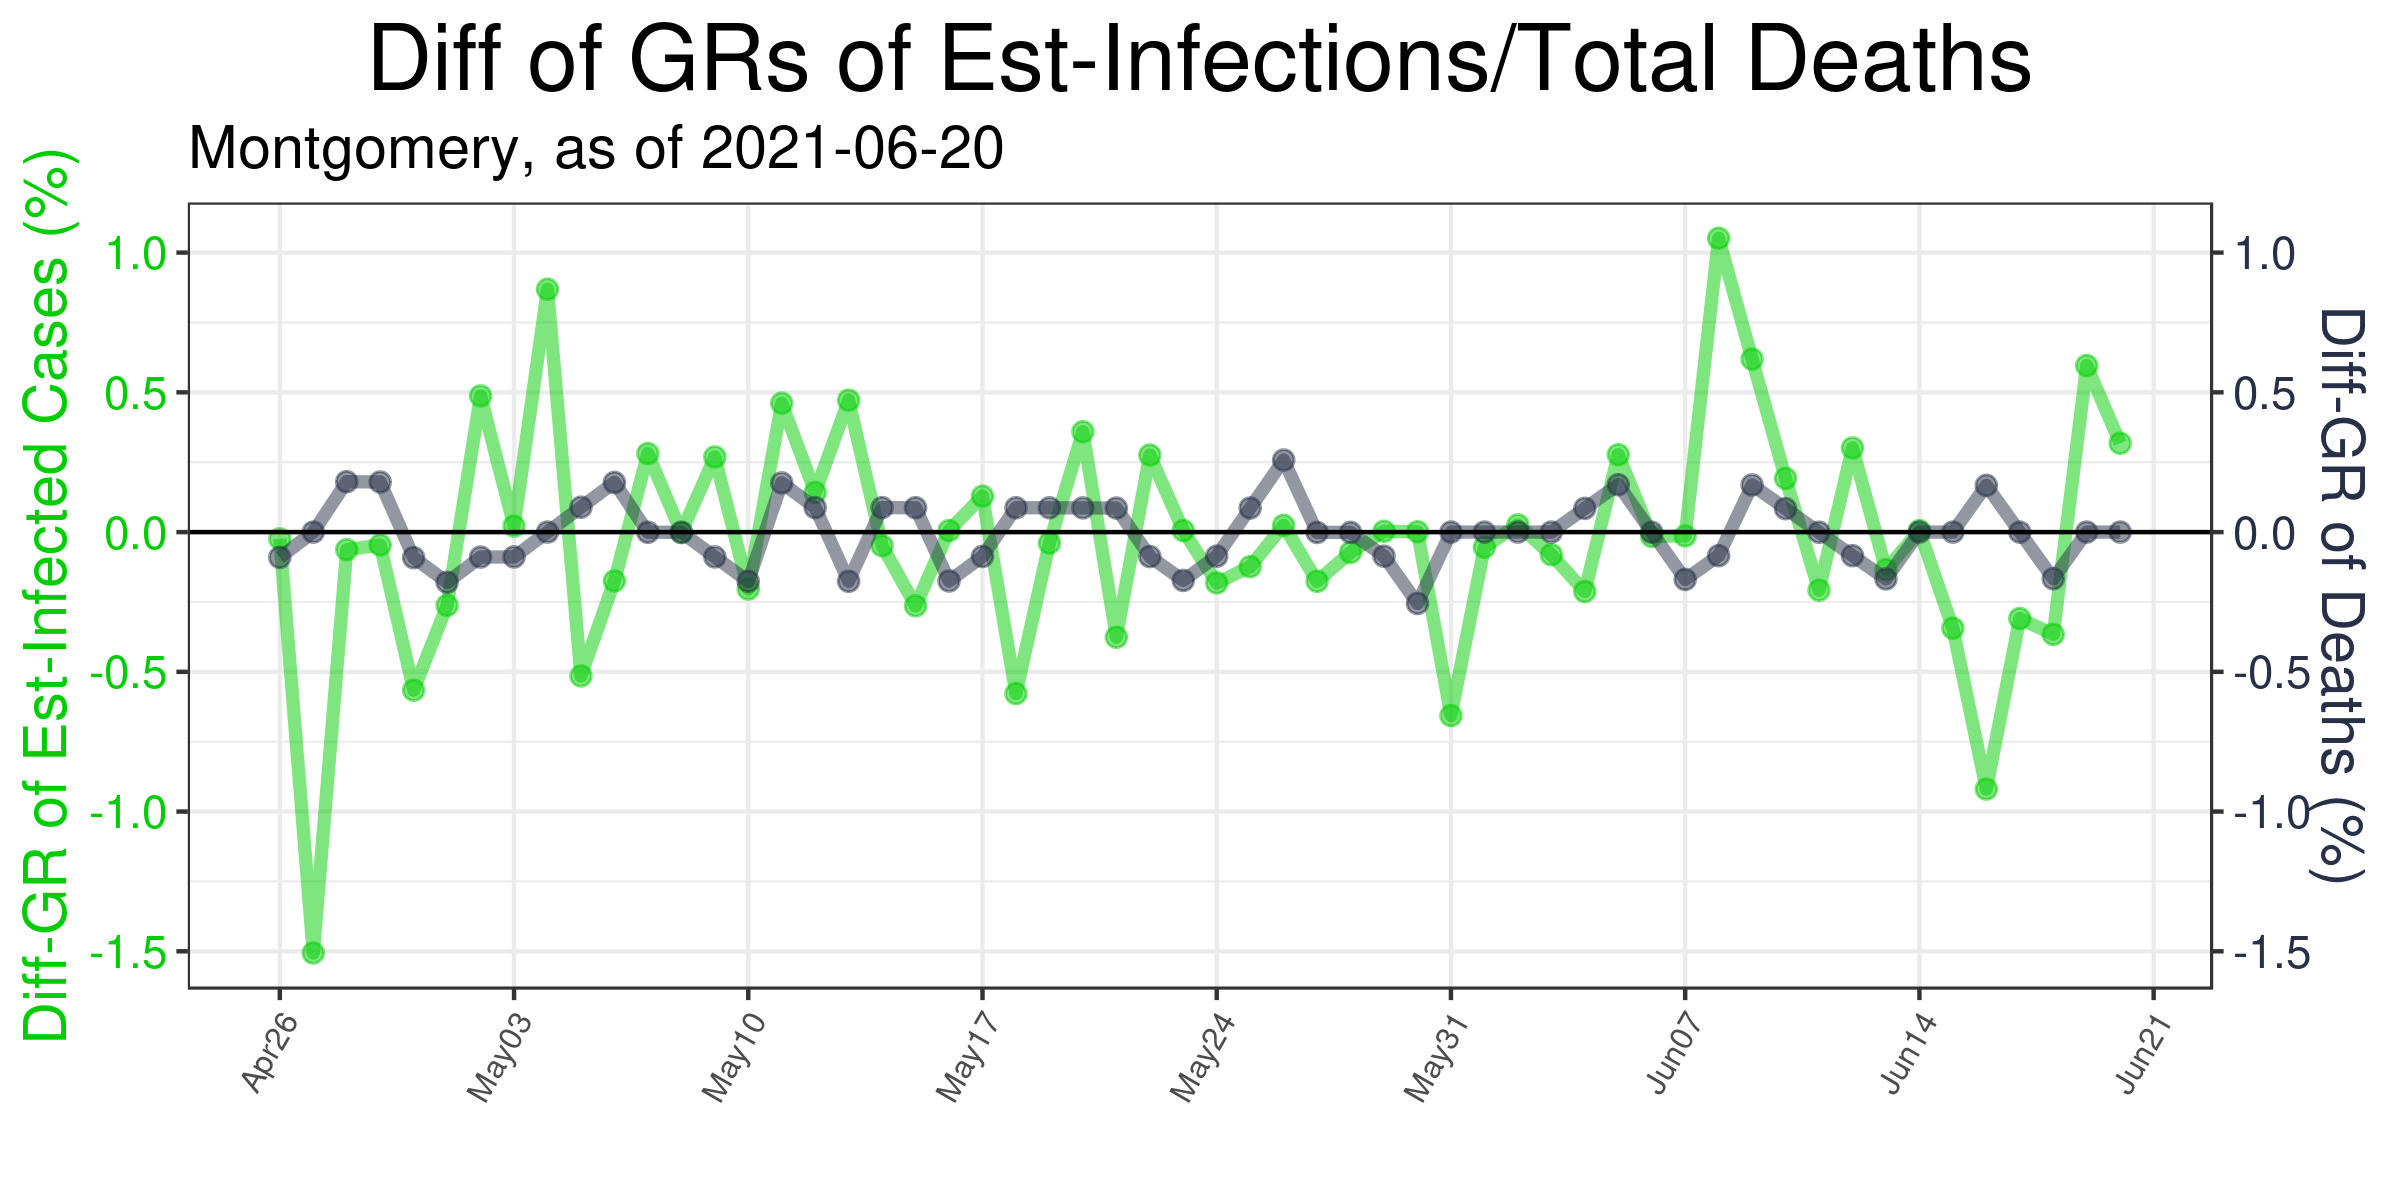 Diff of GRs of Est-Infections/Total Deaths
Montgomery, as of 2021-06-20
Diff-GR of Est-Infected Cases (%)
1.0
0.5
0.0
-0.5
-1.0
-1.5
1.0
0.5
0.0
-0.5
-1.0
-1.5
Diff-GR of Deaths (%)
Apr26
May03
May10
May17
May24
May31
Jun07
Jun14
Jun21